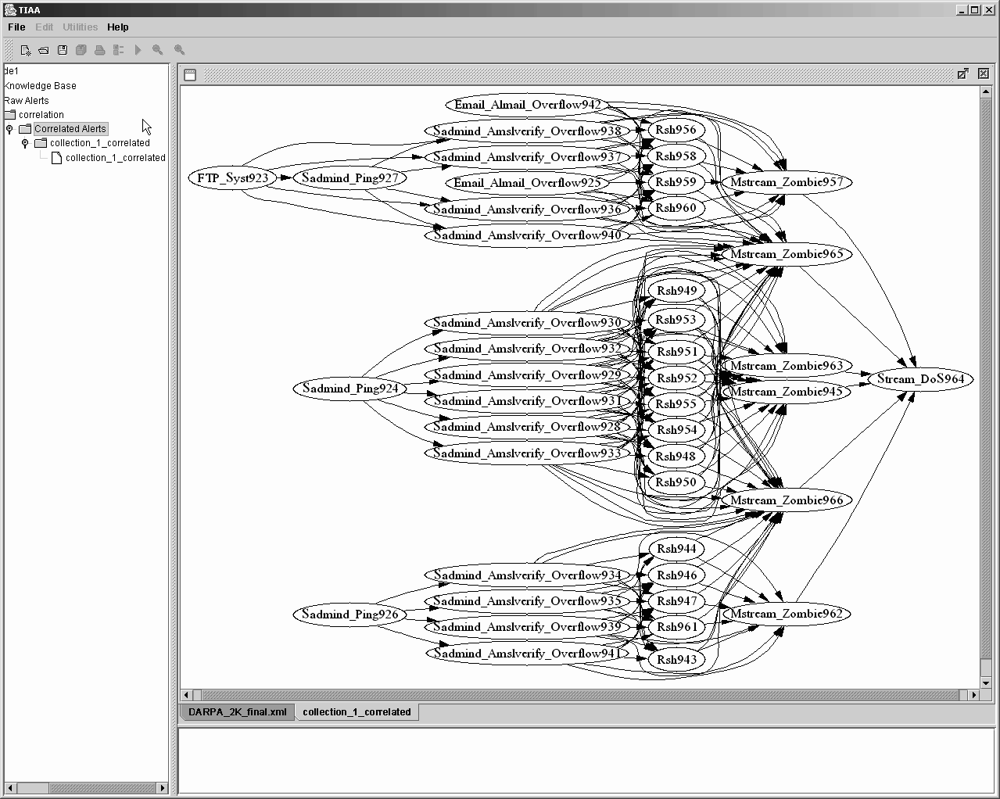 TIAA
File Edit Utilities Help
de1
Knowledge Base
Raw Alerts
correlation
Correlated Alerts
collection_1_correlated
collection_1_correlated
Email_Almail_Overflow942
Sadmind_Amslverify_Overflow938
Sadmind_Amslverify_Overflow937
Email_Almail_Overflow925
Sadmind_Amslverify_Overflow936
Sadmind_Amslverify_Overflow940
FTP_Syst923
Sadmind_Ping927
Rsh956
Rsh958
Rsh959
Rsh960
Mstream_Zombie957
Mstream_Zombie965
Rsh949
Rsh953
Rsh951
Rsh952
Rsh955
Rsh954
Rsh948
Rsh950
Sadmind_Amslverify_Overflow930
Sadmind_Amslverify_Overflow932
Sadmind_Amslverify_Overflow929
Sadmind_Amslverify_Overflow931
Sadmind_Amslverify_Overflow928
Sadmind_Amslverify_Overflow933
Sadmind_Ping924
Mstream_Zombie963
Mstream_Zombie945
Stream_DoS964
Mstream_Zombie966
Rsh944
Rsh946
Rsh947
Rsh961
Rsh943
Sadmind_Amslverify_Overflow934
Sadmind_Amslverify_Overflow935
Sadmind_Amslverify_Overflow939
Sadmind_Amslverify_Overflow941
Sadmind_Ping926
Mstream_Zombie962
DARPA_2K_final.xml
collection_1_correlated